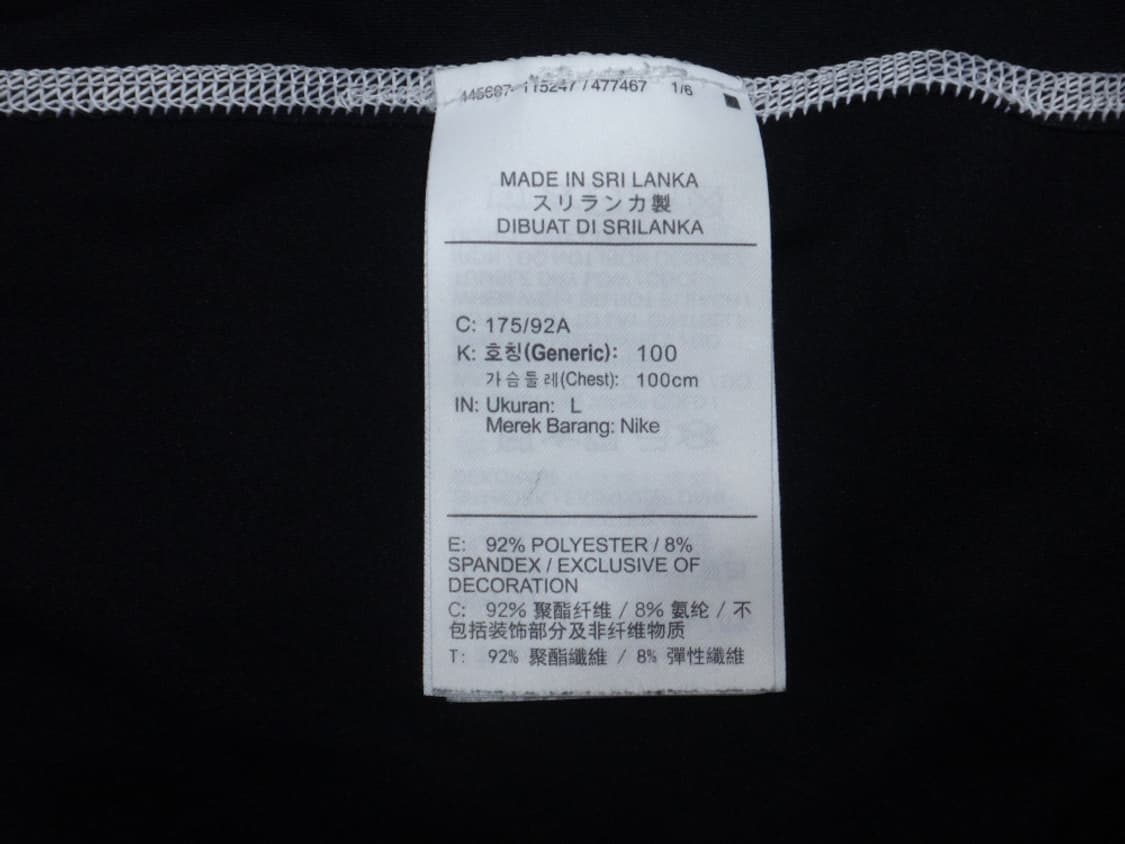 115247 / 477467 1/6
MADE IN SRI LANKA
スリランカ製
DIBUAT DI SRILANKA
C: 175/92A
K: 호칭(Generic): 100
가슴둘레(Chest): 100cm
IN: Ukuran: L
Merek Barang: Nike
E: 92% POLYESTER / 8%
SPANDEX / EXCLUSIVE OF
DECORATION
C: 92% 聚酯纤维 / 8% 氨纶 / 不
包括装饰部分及非纤维物质
T: 92% 聚酯纖維 / 8% 彈性纖維